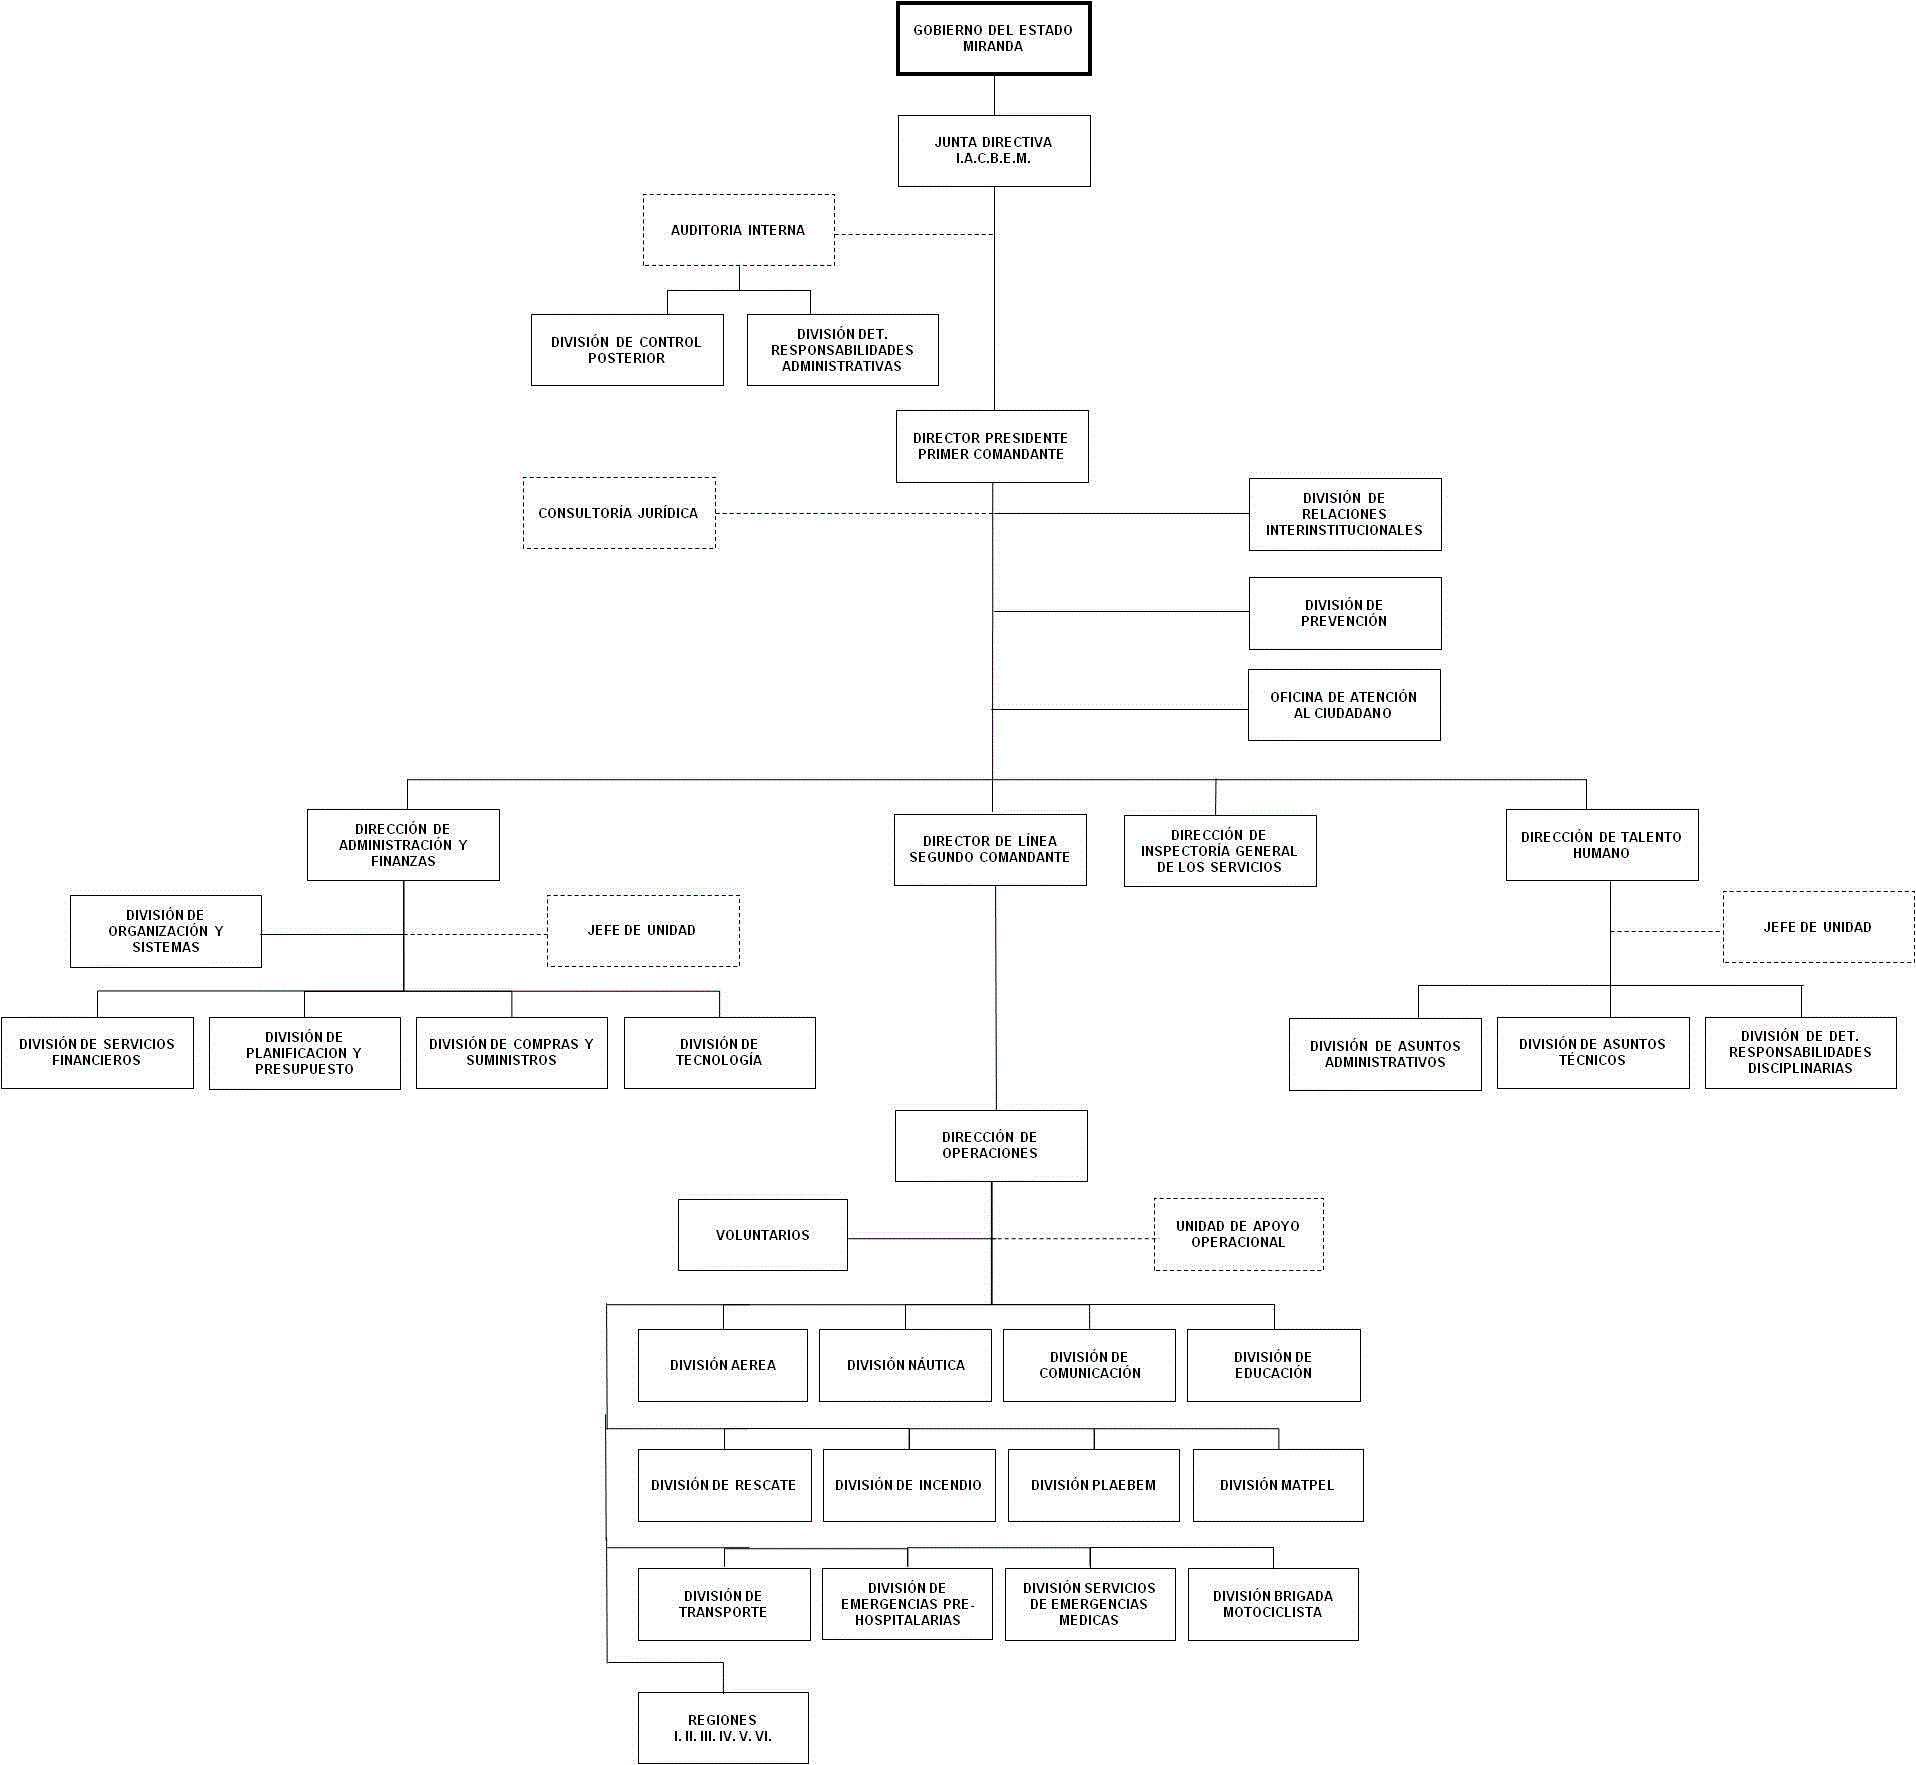 GOBIERNO DEL ESTADO
MIRANDA
JUNTA DIRECTIVA
I.A.C.B.E.M.
AUDITORIA INTERNA
DIVISIÓN DE CONTROL
POSTERIOR
DIVISIÓN DET.
RESPONSABILIDADES
ADMINISTRATIVAS
DIRECTOR PRESIDENTE
PRIMER COMANDANTE
CONSULTORÍA JURÍDICA
DIVISIÓN DE
RELACIONES
INTERINSTITUCIONALES
DIVISIÓN DE
PREVENCIÓN
OFICINA DE ATENCIÓN
AL CIUDADANO
DIRECCIÓN DE
ADMINISTRACIÓN Y
FINANZAS
DIRECTOR DE LÍNEA
SEGUNDO COMANDANTE
DIRECCIÓN DE
INSPECTORÍA GENERAL
DE LOS SERVICIOS
DIRECCIÓN DE TALENTO
HUMANO
DIVISIÓN DE
ORGANIZACIÓN Y
SISTEMAS
JEFE DE UNIDAD
JEFE DE UNIDAD
DIVISIÓN DE SERVICIOS
FINANCIEROS
DIVISIÓN DE
PLANIFICACION Y
PRESUPUESTO
DIVISIÓN DE COMPRAS Y
SUMINISTROS
DIVISIÓN DE
TECNOLOGÍA
DIVISIÓN DE ASUNTOS
ADMINISTRATIVOS
DIVISIÓN DE ASUNTOS
TÉCNICOS
DIVISIÓN DE DET.
RESPONSABILIDADES
DISCIPLINARIAS
DIRECCIÓN DE
OPERACIONES
VOLUNTARIOS
UNIDAD DE APOYO
OPERACIONAL
DIVISIÓN AEREA
DIVISIÓN NÁUTICA
DIVISIÓN DE
COMUNICACIÓN
DIVISIÓN DE
EDUCACIÓN
DIVISIÓN DE RESCATE
DIVISIÓN DE INCENDIO
DIVISIÓN PLAEBEM
DIVISIÓN MATPEL
DIVISIÓN DE
TRANSPORTE
DIVISIÓN DE
EMERGENCIAS PRE-
HOSPITALARIAS
DIVISIÓN SERVICIOS
DE EMERGENCIAS
MEDICAS
DIVISIÓN BRIGADA
MOTOCICLISTA
REGIONES
I. II. III. IV. V. VI.